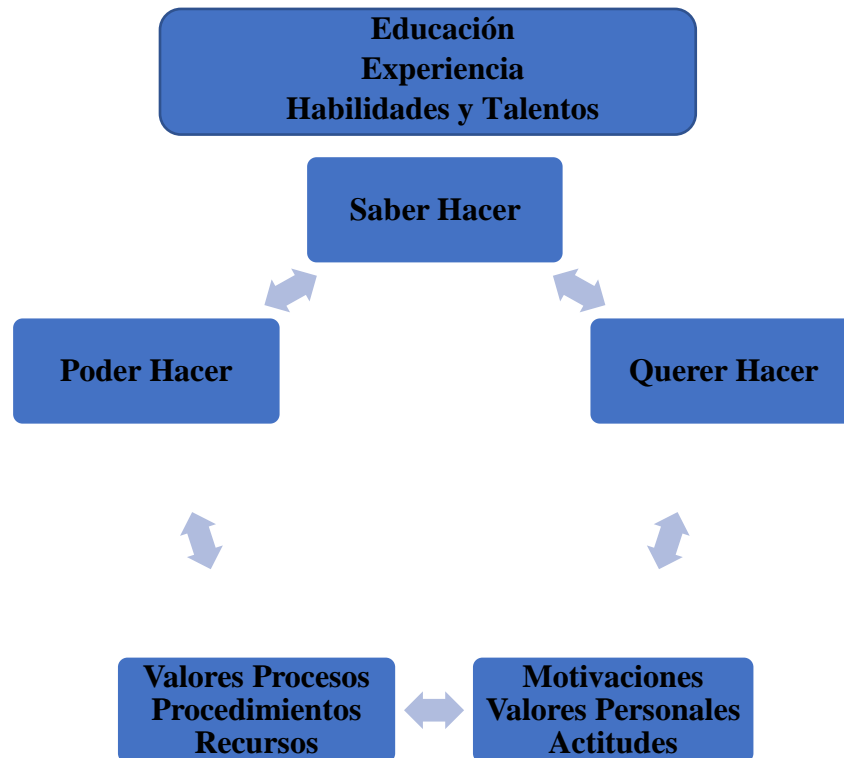 Educación
Experiencia
Habilidades y Talentos
Saber Hacer
Poder Hacer
Querer Hacer
Valores Procesos
Procedimientos
Recursos
Motivaciones
Valores Personales
Actitudes